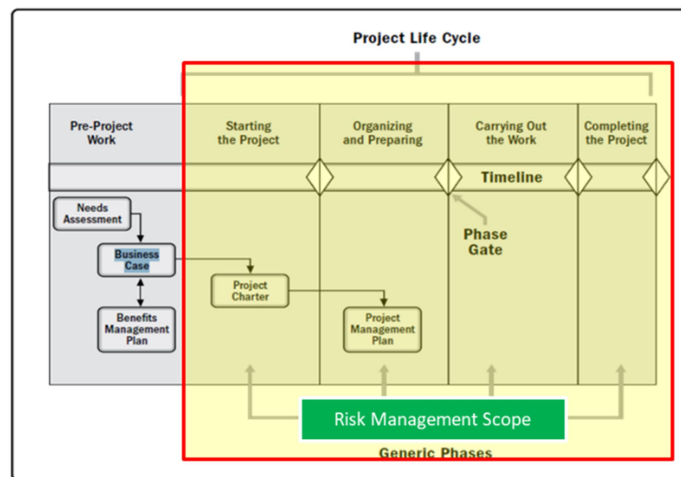 Project Life Cycle
Pre-Project
Work
Starting
the Project
Organizing
and Preparing
Carrying Out
the Work
Completing
the Project
Timeline
Needs
Assessment
Business
Case
Benefits
Management
Plan
Project
Charter
Project
Management
Plan
Phase
Gate
Risk Management Scope
Generic Phases